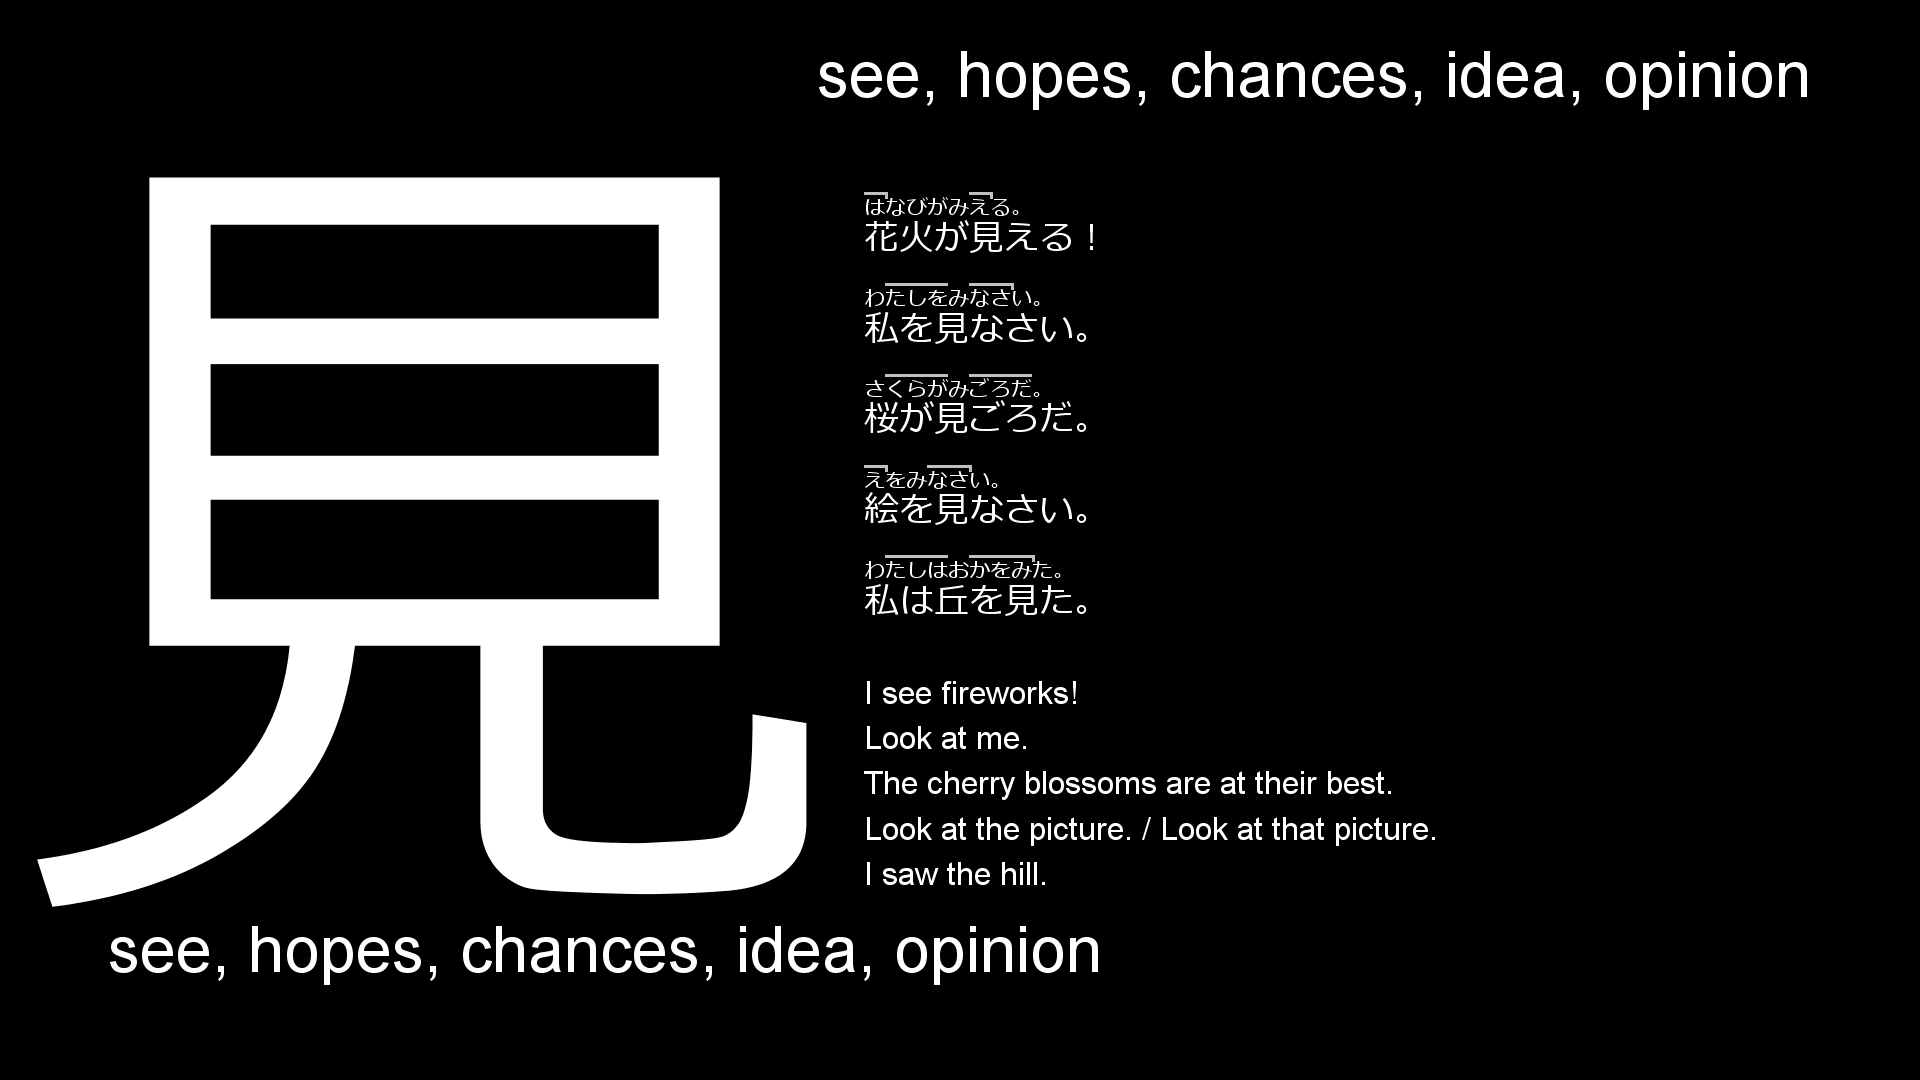 see, hopes, chances, idea, opinion
見
はなびがみえる。
花火が見える！
わたしをみなさい。
私を見なさい。
さくらがみごろだ。
桜が見ごろだ。
えをみなさい。
絵を見なさい。
わたしはおかをみた。
私は丘を見た。
I see fireworks!
Look at me.
The cherry blossoms are at their best.
Look at the picture. / Look at that picture.
I saw the hill.
see, hopes, chances, idea, opinion